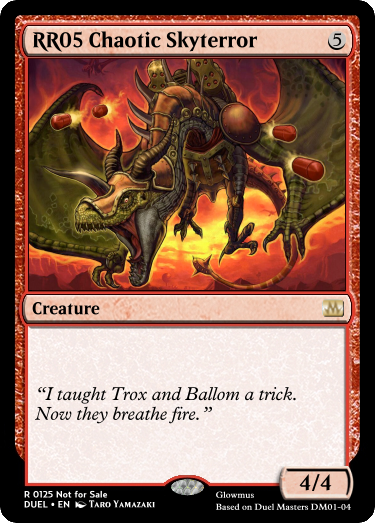 RR05 Chaotic Skyterror 5
Creature
“I taught Trox and Ballom a trick.
Now they breathe fire.”
4/4
R 0125 Not for Sale
DUEL • EN Taro Yamazaki
Glowmus
Based on Duel Masters DM01-04